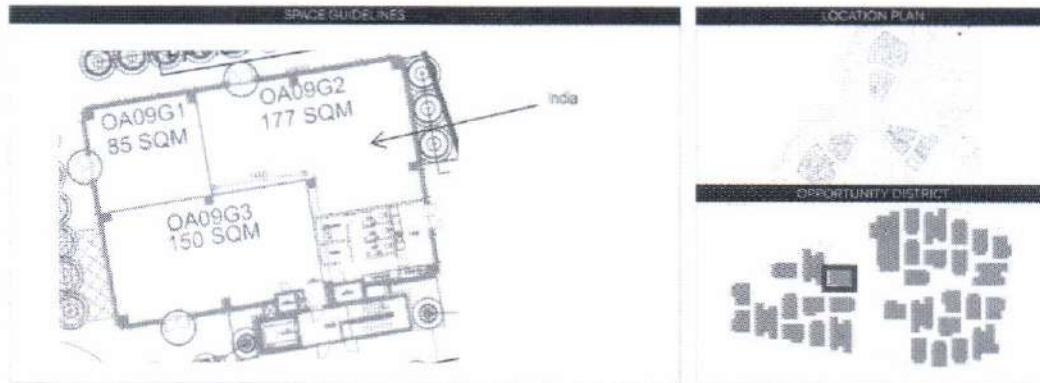 SPACE GUIDELINES
OA09G1
85 SQM
OA09G2
177 SQM
India
OA09G3
150 SQM
LOCATION PLAN
OPPORTUNITY DISTRICT